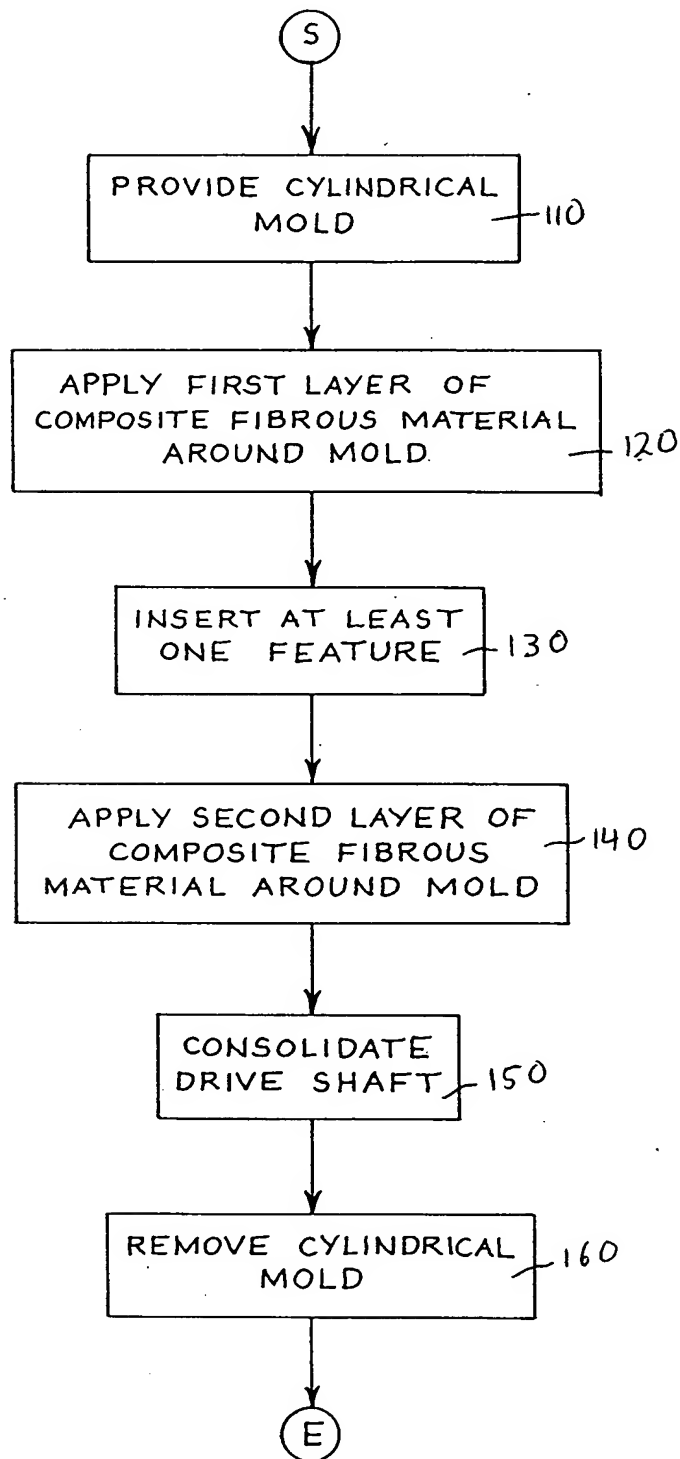 S
PROVIDE CYLINDRICAL
MOLD
110
APPLY FIRST LAYER OF
COMPOSITE FIBROUS MATERIAL
AROUND MOLD.
120
INSERT AT LEAST
ONE FEATURE
130
APPLY SECOND LAYER OF
COMPOSITE FIBROUS
MATERIAL AROUND MOLD
140
CONSOLIDATE
DRIVE SHAFT
150
REMOVE CYLINDRICAL
MOLD
160
E